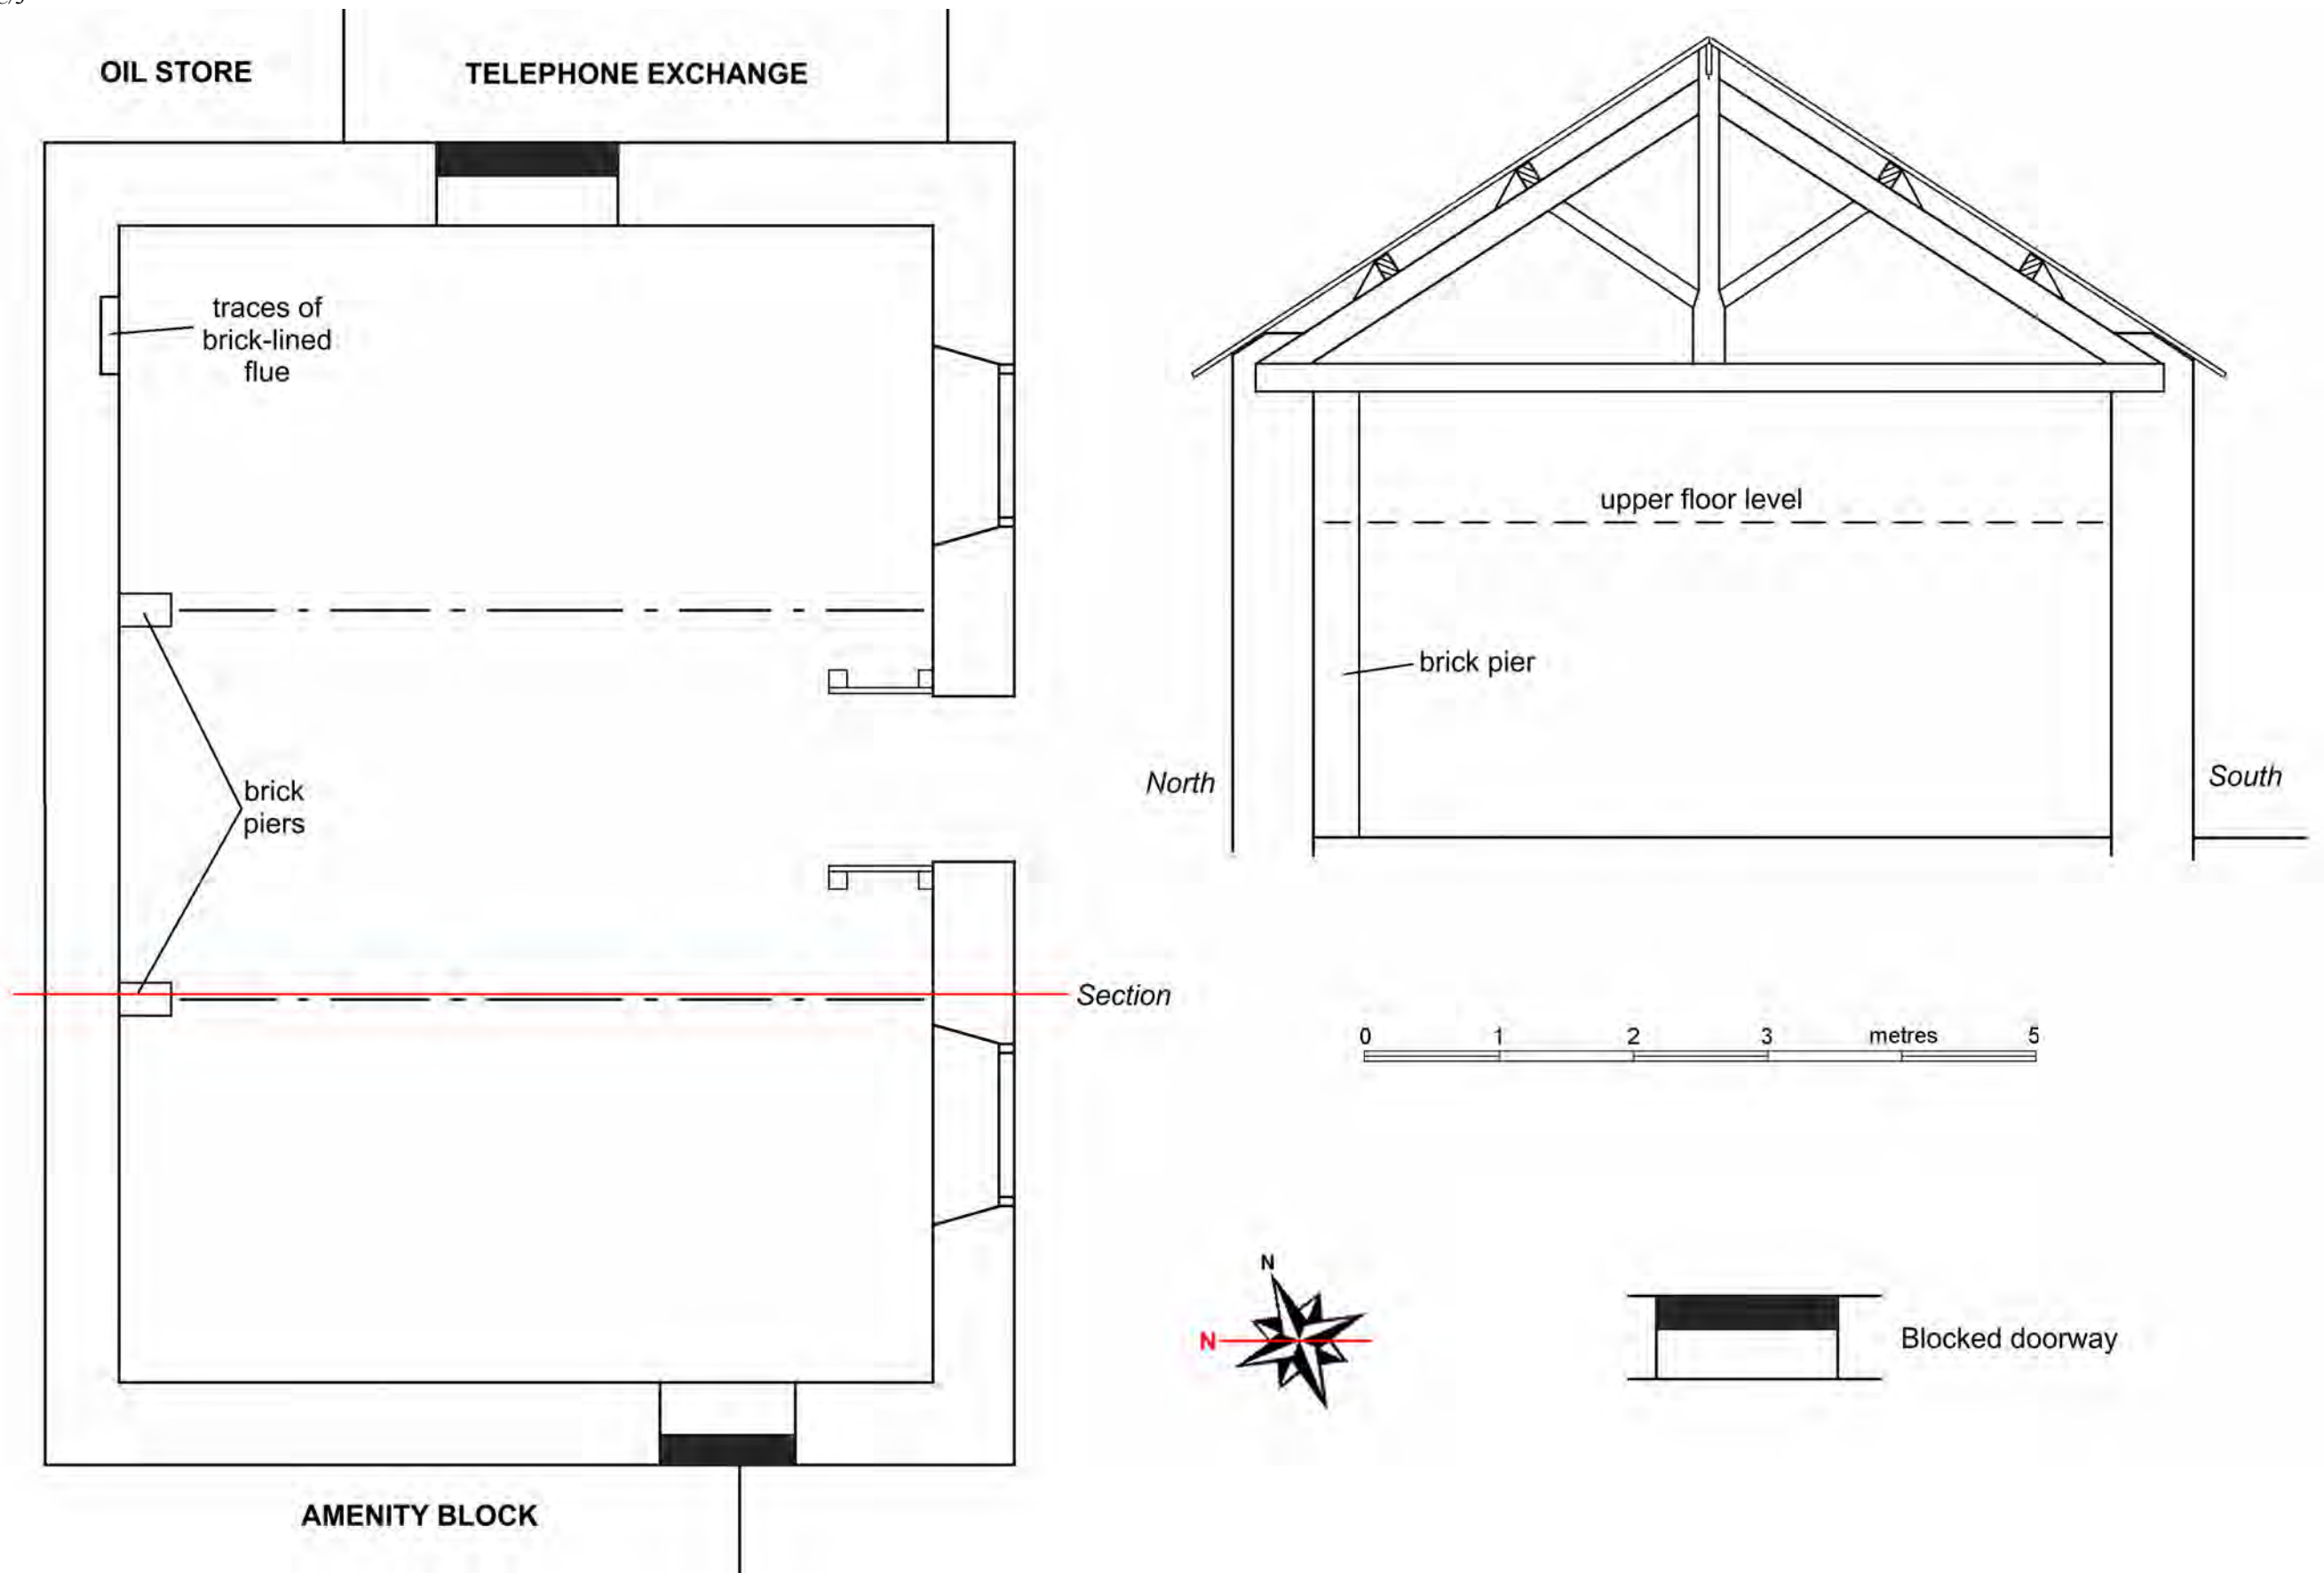 OIL STORE
TELEPHONE EXCHANGE
traces of
brick-lined
flue
brick
piers
Section
AMENITY BLOCK
upper floor level
brick pier
North
South
0 1 2 3 metres 5
N
N
Blocked doorway